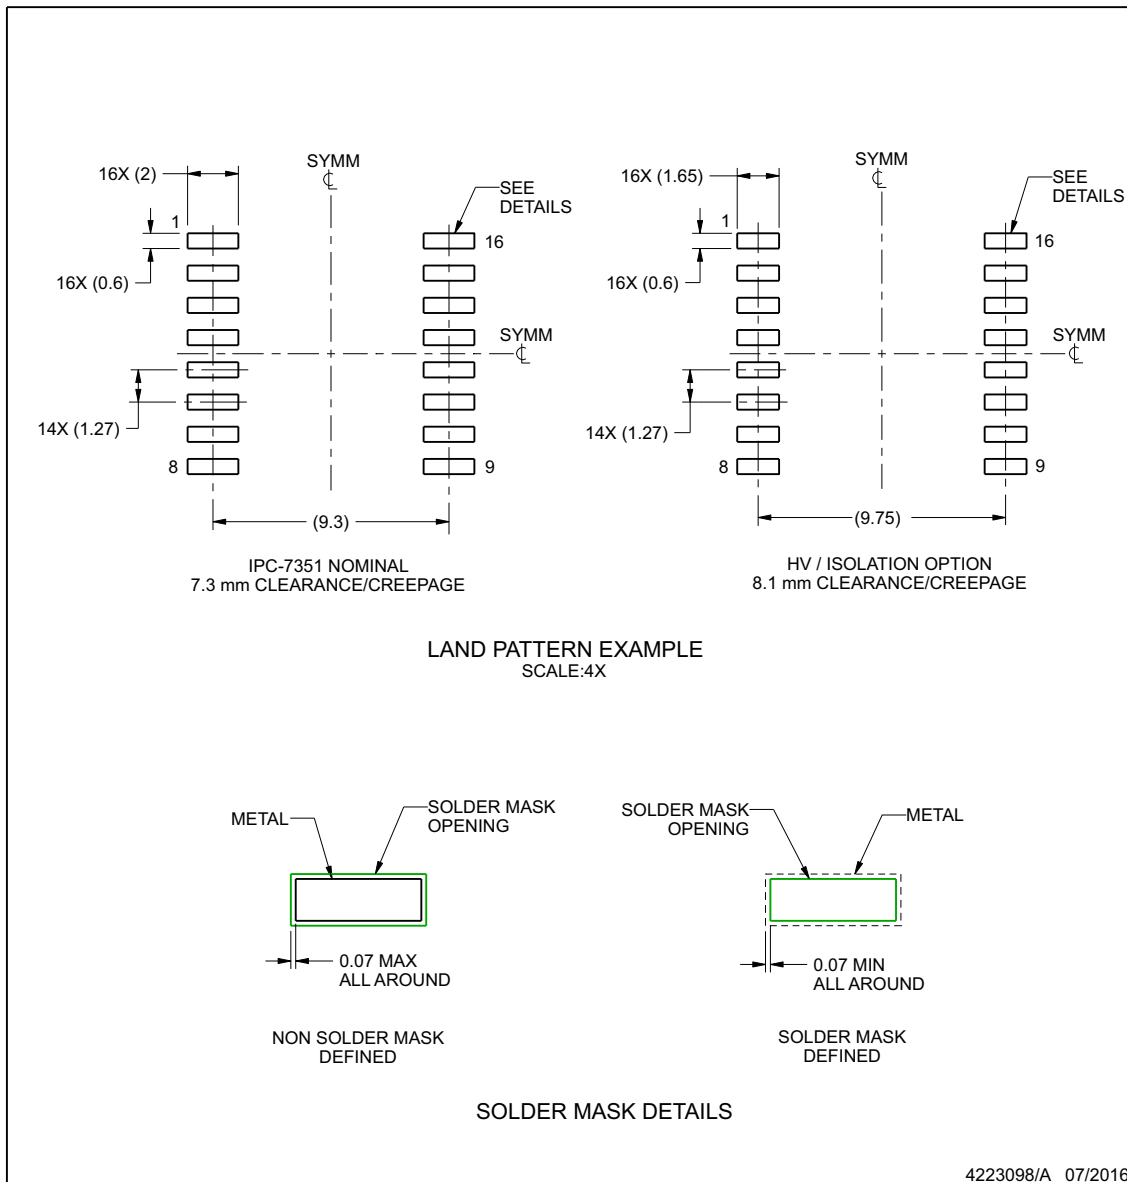 SYMM
℄
16X (2)
SEE
DETAILS
1
16
16X (0.6)
SYMM
℄
14X (1.27)
8
9
(9.3)
IPC-7351 NOMINAL
7.3 mm CLEARANCE/CREEPAGE
SYMM
℄
16X (1.65)
SEE
DETAILS
1
16
16X (0.6)
SYMM
℄
14X (1.27)
8
9
(9.75)
HV / ISOLATION OPTION
8.1 mm CLEARANCE/CREEPAGE
LAND PATTERN EXAMPLE
SCALE:4X
METAL
SOLDER MASK
OPENING
0.07 MAX
ALL AROUND
NON SOLDER MASK
DEFINED
SOLDER MASK
OPENING
METAL
0.07 MIN
ALL AROUND
SOLDER MASK
DEFINED
SOLDER MASK DETAILS
4223098/A 07/2016